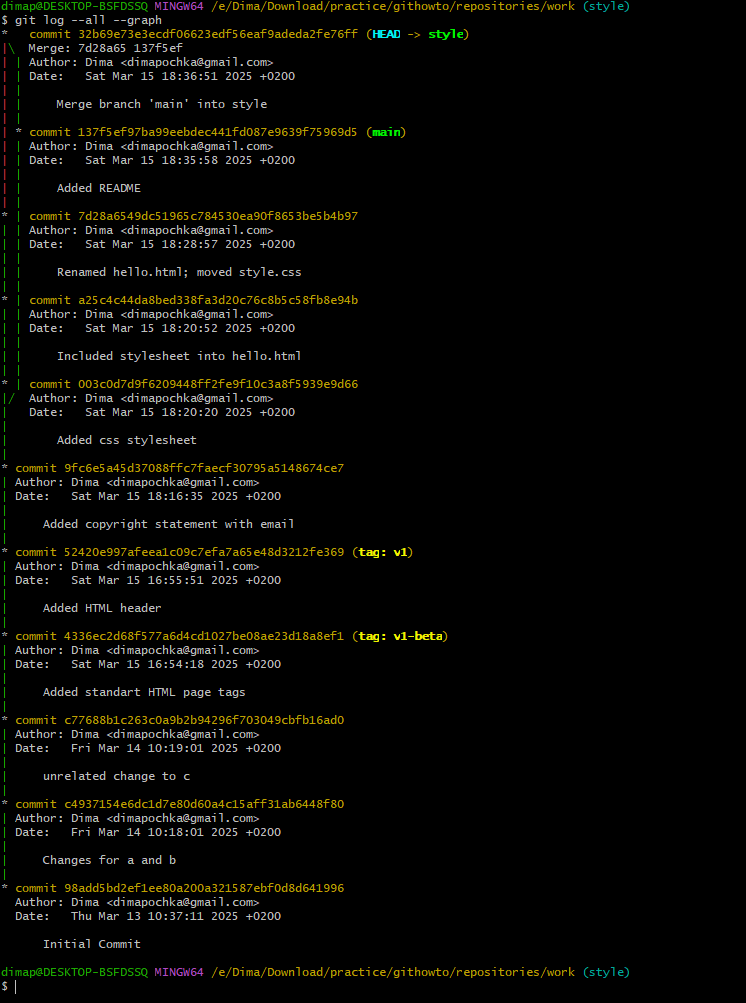 dimap@DESKTOP-BSFDSSQ MINGW64 /e/Dima/Download/practice/githowto/repositories/work (style)
$ git log --all --graph
*   commit 32b69e73e3ecdf06623edf56eaf9adeda2fe76ff (HEAD -> style)
|\  Merge: 7d28a65 137f5ef
| | Author: Dima <dimapochka@gmail.com>
| | Date:   Sat Mar 15 18:36:51 2025 +0200
| |
| |     Merge branch 'main' into style
| |
| * commit 137f5ef97ba99eebdec441fd087e9639f75969d5 (main)
| | Author: Dima <dimapochka@gmail.com>
| | Date:   Sat Mar 15 18:35:58 2025 +0200
| |
| |     Added README
| |
* | commit 7d28a6549dc51965c784530ea90f8653be5b4b97
| | Author: Dima <dimapochka@gmail.com>
| | Date:   Sat Mar 15 18:28:57 2025 +0200
| |
| |     Renamed hello.html; moved style.css
| |
* | commit a25c4c44da8bed338fa3d20c76c8b5c58fb8e94b
| | Author: Dima <dimapochka@gmail.com>
| | Date:   Sat Mar 15 18:20:52 2025 +0200
| |
| |     Included stylesheet into hello.html
| |
* | commit 003c0d7d9f6209448ff2fe9f10c3a8f5939e9d66
|/  Author: Dima <dimapochka@gmail.com>
|   Date:   Sat Mar 15 18:20:20 2025 +0200
|
|       Added css stylesheet
|
* commit 9fc6e5a45d37088ffc7faecf30795a5148674ce7
| Author: Dima <dimapochka@gmail.com>
| Date:   Sat Mar 15 18:16:35 2025 +0200
|
|     Added copyright statement with email
|
* commit 52420e997afeea1c09c7efa7a65e48d3212fe369 (tag: v1)
| Author: Dima <dimapochka@gmail.com>
| Date:   Sat Mar 15 16:55:51 2025 +0200
|
|     Added HTML header
|
* commit 4336ec2d68f577a6d4cd1027be08ae23d18a8ef1 (tag: v1-beta)
| Author: Dima <dimapochka@gmail.com>
| Date:   Sat Mar 15 16:54:18 2025 +0200
|
|     Added standart HTML page tags
|
* commit c77688b1c263c0a9b2b94296f703049cbfb16ad0
| Author: Dima <dimapochka@gmail.com>
| Date:   Fri Mar 14 10:19:01 2025 +0200
|
|     unrelated change to c
|
* commit c4937154e6dc1d7e80d60a4c15aff31ab6448f80
| Author: Dima <dimapochka@gmail.com>
| Date:   Fri Mar 14 10:18:01 2025 +0200
|
|     Changes for a and b
|
* commit 98add5bd2ef1ee80a200a321587ebf0d8d641996
  Author: Dima <dimapochka@gmail.com>
  Date:   Thu Mar 13 10:37:11 2025 +0200

      Initial Commit

dimap@DESKTOP-BSFDSSQ MINGW64 /e/Dima/Download/practice/githowto/repositories/work (style)
$